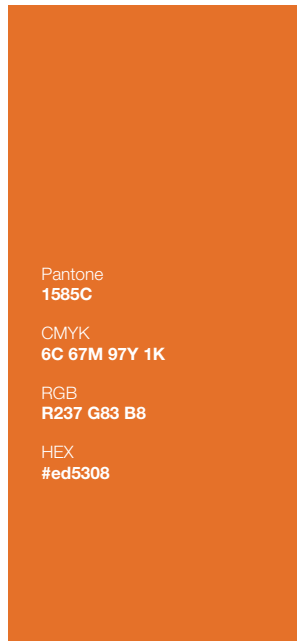 Pantone
1585C
CMYK
6C 67M 97Y 1K
RGB
R237 G83 B8
HEX
#ed5308